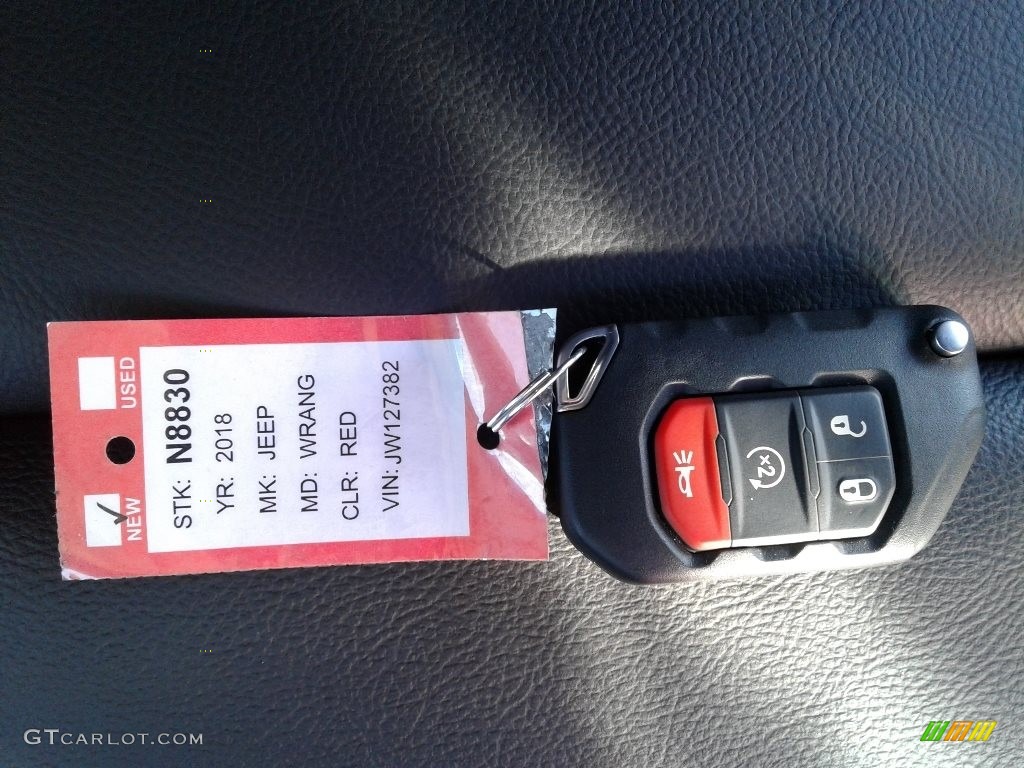 USED
NEW
STK: N8830
YR: 2018
MK: JEEP
MD: WRANG
CLR: RED
VIN: JW127382
x2
GTCARLOT.COM